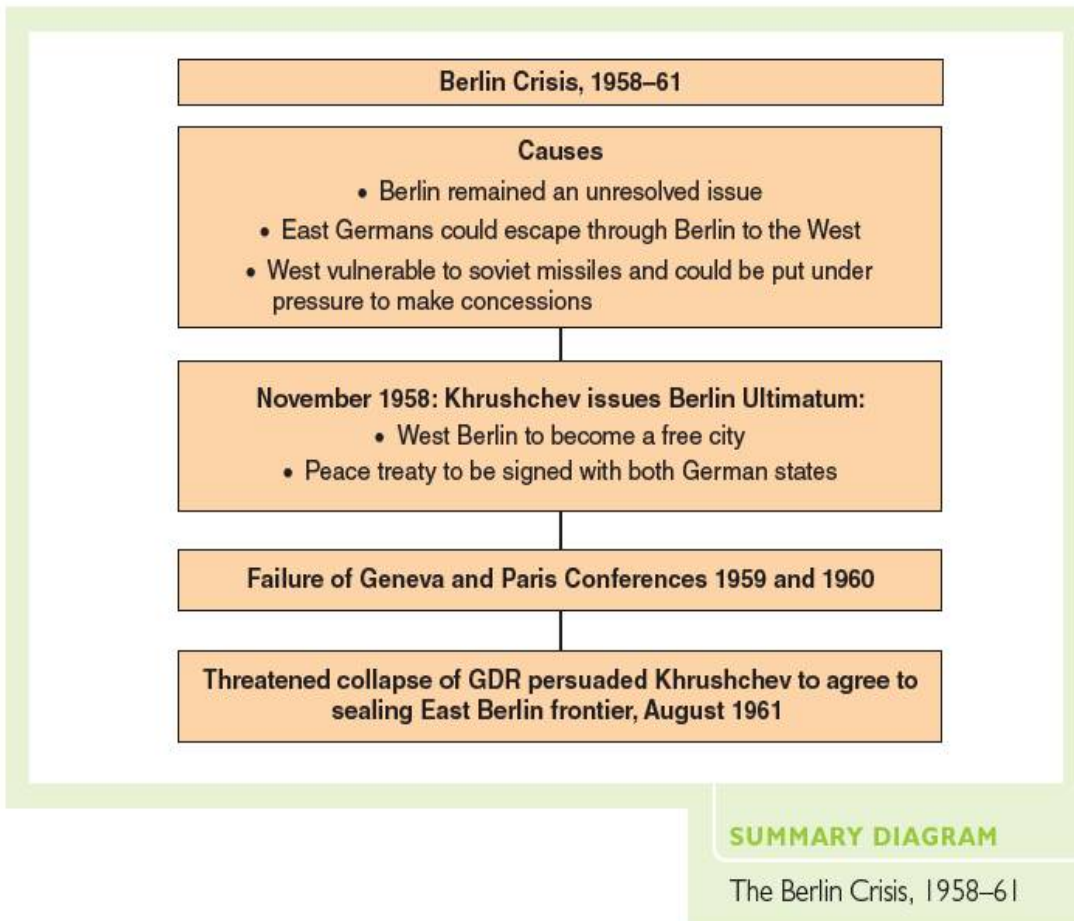 Berlin Crisis, 1958–61
Causes
• Berlin remained an unresolved issue
• East Germans could escape through Berlin to the West
• West vulnerable to soviet missiles and could be put under
pressure to make concessions
November 1958: Khrushchev issues Berlin Ultimatum:
• West Berlin to become a free city
• Peace treaty to be signed with both German states
Failure of Geneva and Paris Conferences 1959 and 1960
Threatened collapse of GDR persuaded Khrushchev to agree to
sealing East Berlin frontier, August 1961
SUMMARY DIAGRAM
The Berlin Crisis, 1958–61